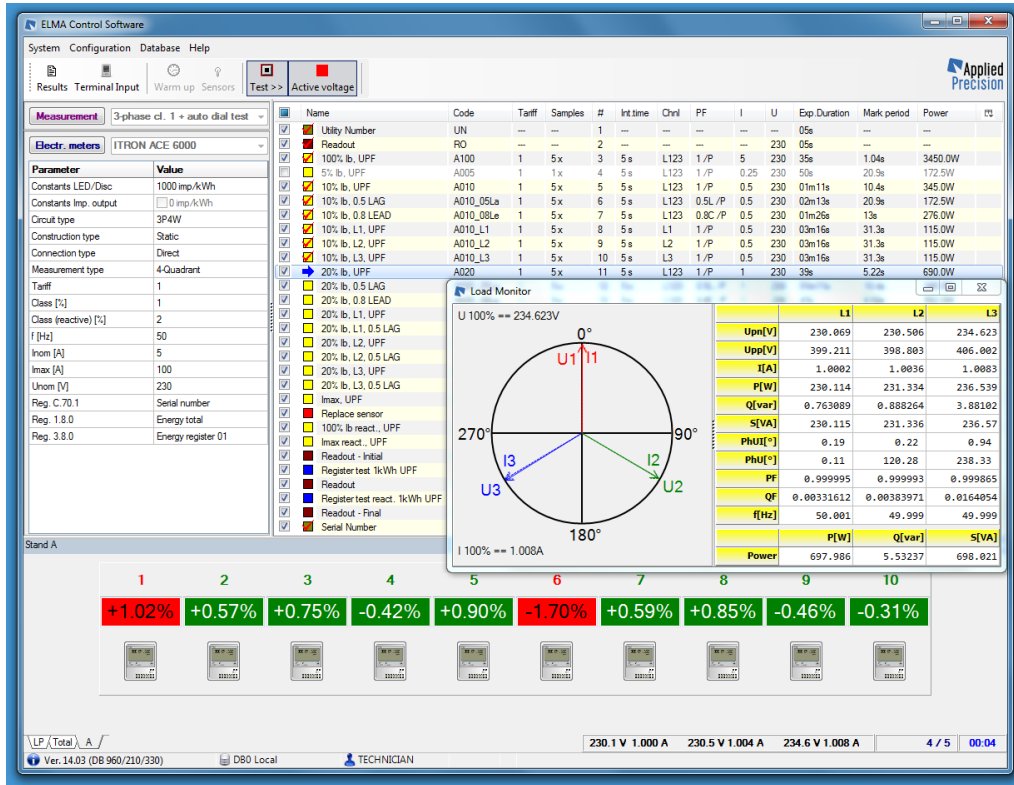 ELMA Control Software
System Configuration Database Help
Results Terminal Input Warm up Sensors Test >> Active voltage
Applied Precision
Measurement 3-phase cl. 1 + auto dial test
Electr. meters ITRON ACE 6000
Parameter Value
Constants LED/Disc 1000 imp/kWh
Constants Imp. output 0 imp/kWh
Circuit type 3P4W
Construction type Static
Connection type Direct
Measurement type 4-Quadrant
Tariff 1
Class [%] 1
Class (reactive) [%] 2
f [Hz] 50
Inom [A] 5
Imax [A] 100
Unom [V] 230
Reg. C.70.1 Serial number
Reg. 1.8.0 Energy total
Reg. 3.8.0 Energy register 01
Name Code Tariff Samples # Int.time Chnl PF I U Exp.Duration Mark period Power
Utility Number UN --- --- 1 --- --- --- --- --- 05s --- ---
Readout RO --- --- 2 --- --- --- --- 230 05s --- ---
100% Ib, UPF A100 1 5 x 3 5 s L123 1 /P 5 230 35s 1.04s 3450.0W
5% Ib, UPF A005 1 1 x 4 5 s L123 1 /P 0.25 230 50s 20.9s 172.5W
10% Ib, UPF A010 1 5 x 5 5 s L123 1 /P 0.5 230 01m11s 10.4s 345.0W
10% Ib, 0.5 LAG A010_05La 1 5 x 6 5 s L123 0.5L /P 0.5 230 02m13s 20.9s 172.5W
10% Ib, 0.8 LEAD A010_08Le 1 5 x 7 5 s L123 0.8C /P 0.5 230 01m26s 13s 276.0W
10% Ib, L1, UPF A010_L1 1 5 x 8 5 s L1 1 /P 0.5 230 03m16s 31.3s 115.0W
10% Ib, L2, UPF A010_L2 1 5 x 9 5 s L2 1 /P 0.5 230 03m16s 31.3s 115.0W
10% Ib, L3, UPF A010_L3 1 5 x 10 5 s L3 1 /P 0.5 230 03m16s 31.3s 115.0W
20% Ib, UPF A020 1 5 x 11 5 s L123 1 /P 1 230 39s 5.22s 690.0W
20% Ib, 0.5 LAG
20% Ib, 0.8 LEAD
20% Ib, L1, UPF
20% Ib, L1, 0.5 LAG
20% Ib, L2, UPF
20% Ib, L2, 0.5 LAG
20% Ib, L3, UPF
20% Ib, L3, 0.5 LAG
Imax, UPF
Replace sensor
100% Ib react., UPF
Imax react., UPF
Readout - Initial
Register test 1kWh UPF
Readout
Register test react. 1kWh UPF
Readout - Final
Serial Number
Load Monitor
U 100% == 234.623V
0°
U1 I1
270° 90°
I3 I2
U3 U2
180°
I 100% == 1.008A
L1 L2 L3
Upn[V] 230.069 230.506 234.623
Upp[V] 399.211 398.803 406.002
I[A] 1.0002 1.0036 1.0083
P[W] 230.114 231.334 236.539
Q[var] 0.763089 0.888264 3.88102
S[VA] 230.115 231.336 236.57
PhUI[°] 0.19 0.22 0.94
PhU[°] 0.11 120.28 238.33
PF 0.999995 0.999993 0.999865
QF 0.00331612 0.00383971 0.0164054
f[Hz] 50.001 49.999 49.999
P[W] Q[var] S[VA]
Power 697.986 5.53237 698.021
Stand A
1 2 3 4 5 6 7 8 9 10
+1.02% +0.57% +0.75% -0.42% +0.90% -1.70% +0.59% +0.85% -0.46% -0.31%
LP Total A
230.1 V 1.000 A 230.5 V 1.004 A 234.6 V 1.008 A 4 / 5 00:04
Ver. 14.03 (DB 960/210/330) DB0 Local TECHNICIAN